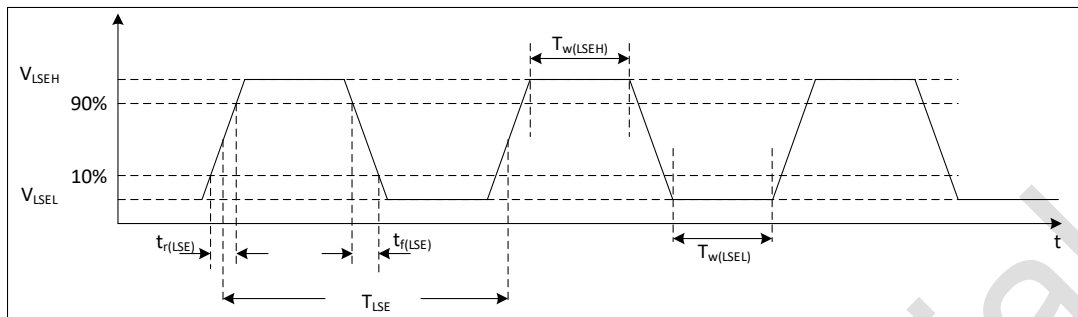 T_w(LSEH)
V_LSEH
90%
10%
V_LSEL
t_r(LSE)
t_f(LSE)
T_w(LSEL)
t
T_LSE